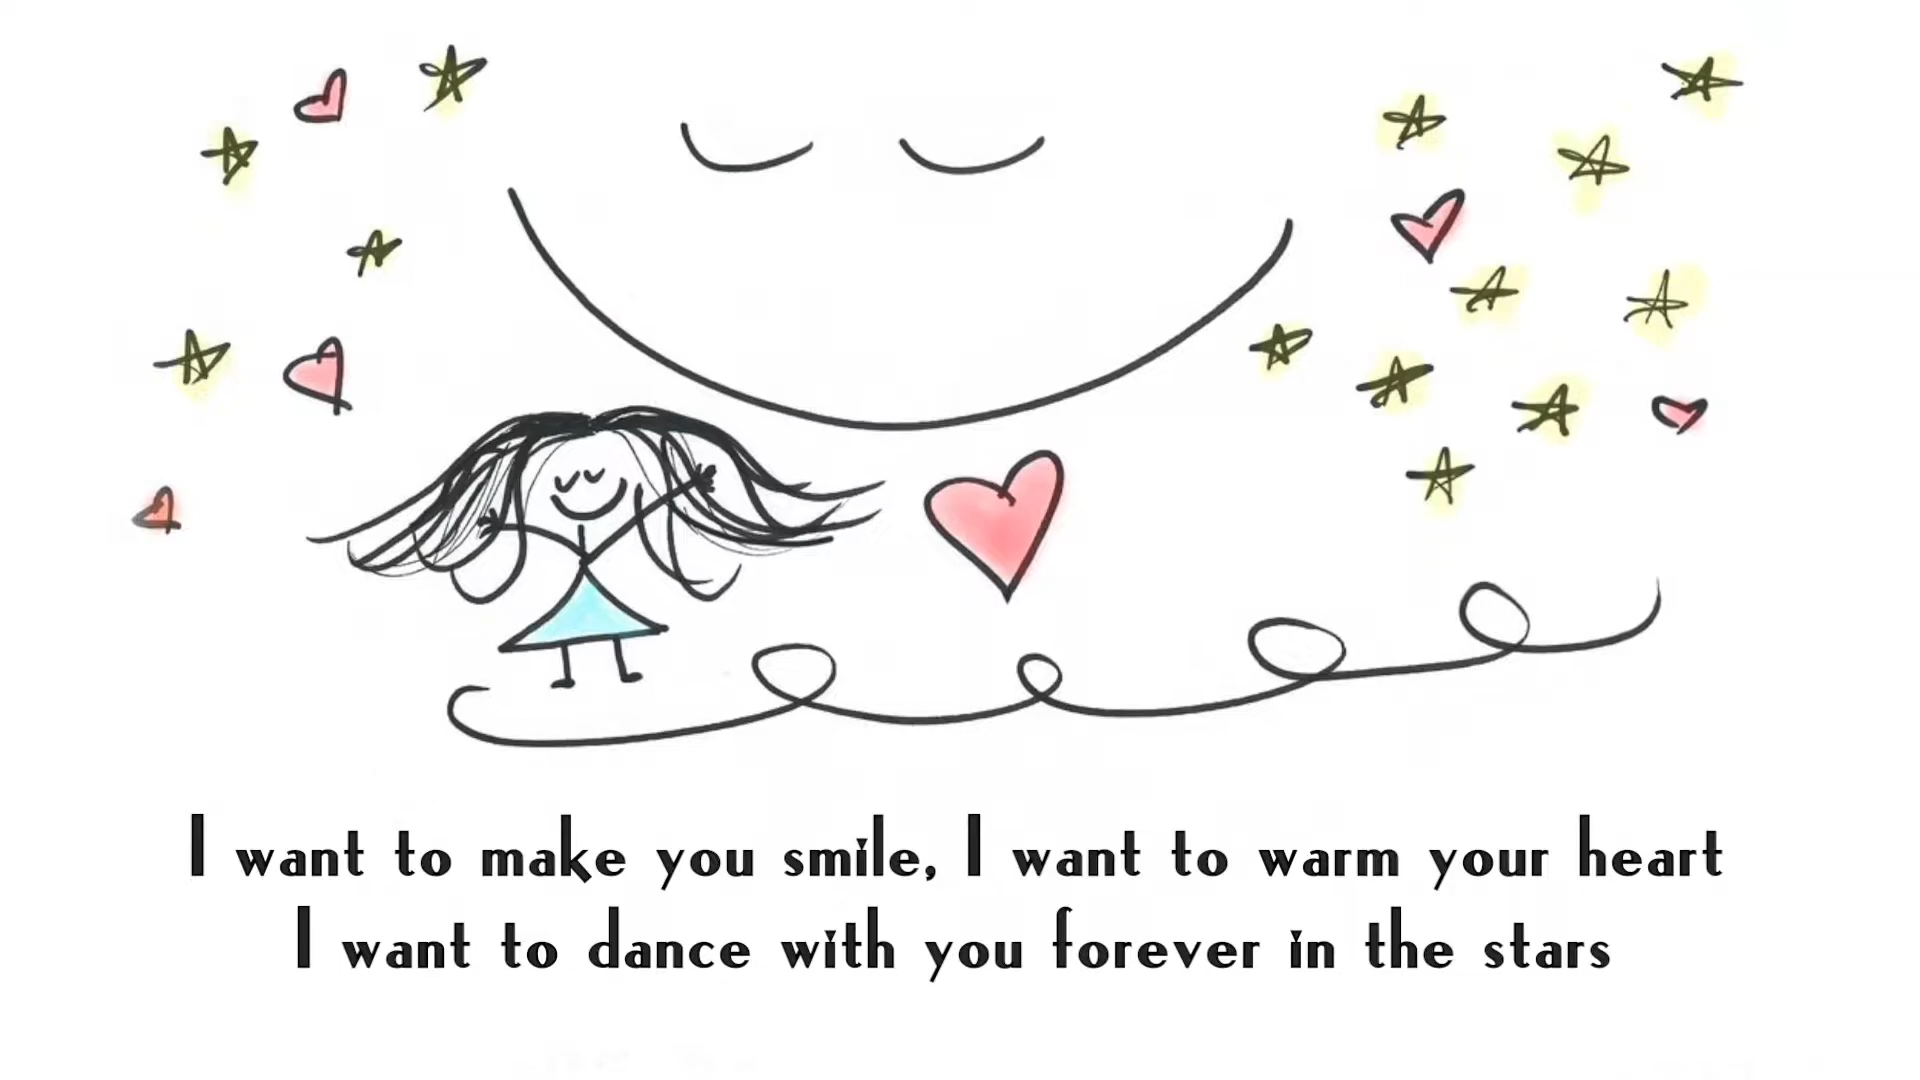 I want to make you smile, I want to warm your heart
I want to dance with you forever in the stars